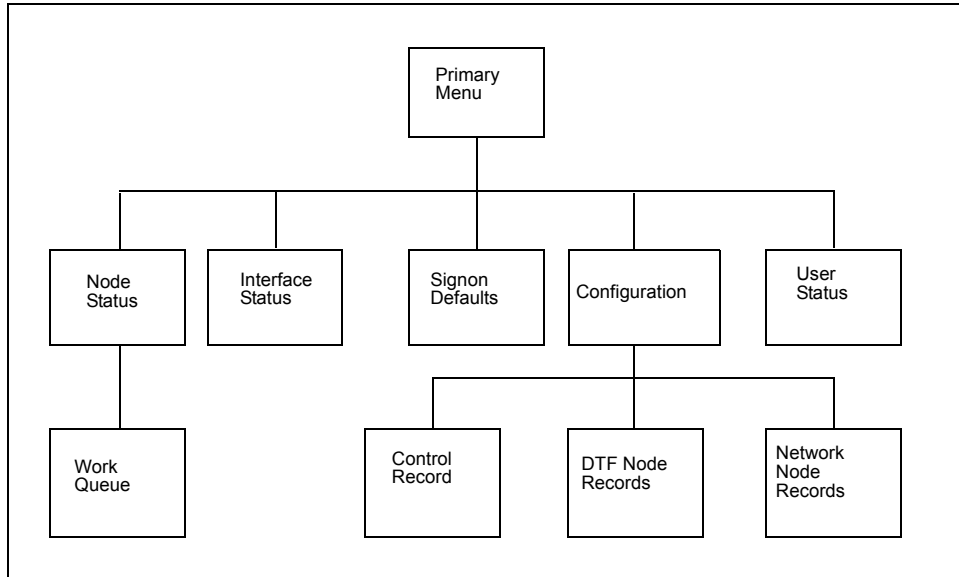 Primary
Menu
Node
Status
Interface
Status
Signon
Defaults
Configuration
User
Status
Work
Queue
Control
Record
DTF Node
Records
Network
Node
Records